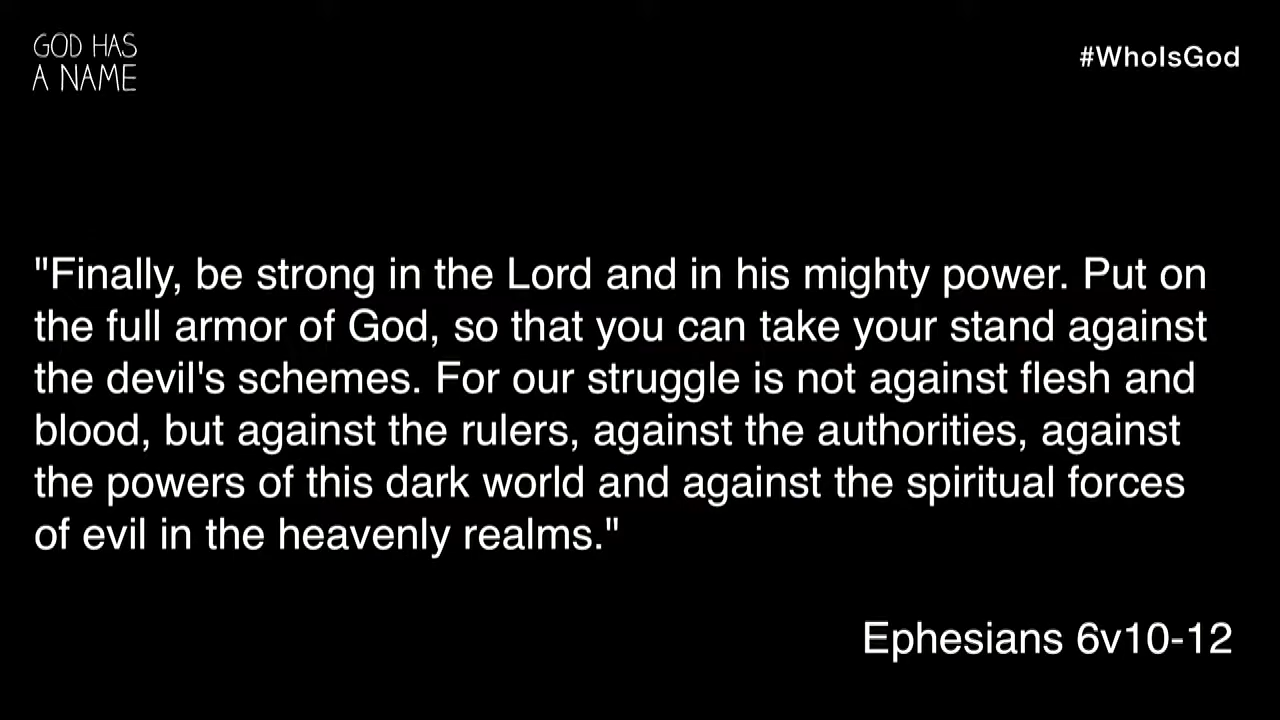 GOD HAS
A NAME
#WhoIsGod
"Finally, be strong in the Lord and in his mighty power. Put on
the full armor of God, so that you can take your stand against
the devil's schemes. For our struggle is not against flesh and
blood, but against the rulers, against the authorities, against
the powers of this dark world and against the spiritual forces
of evil in the heavenly realms."
Ephesians 6v10-12